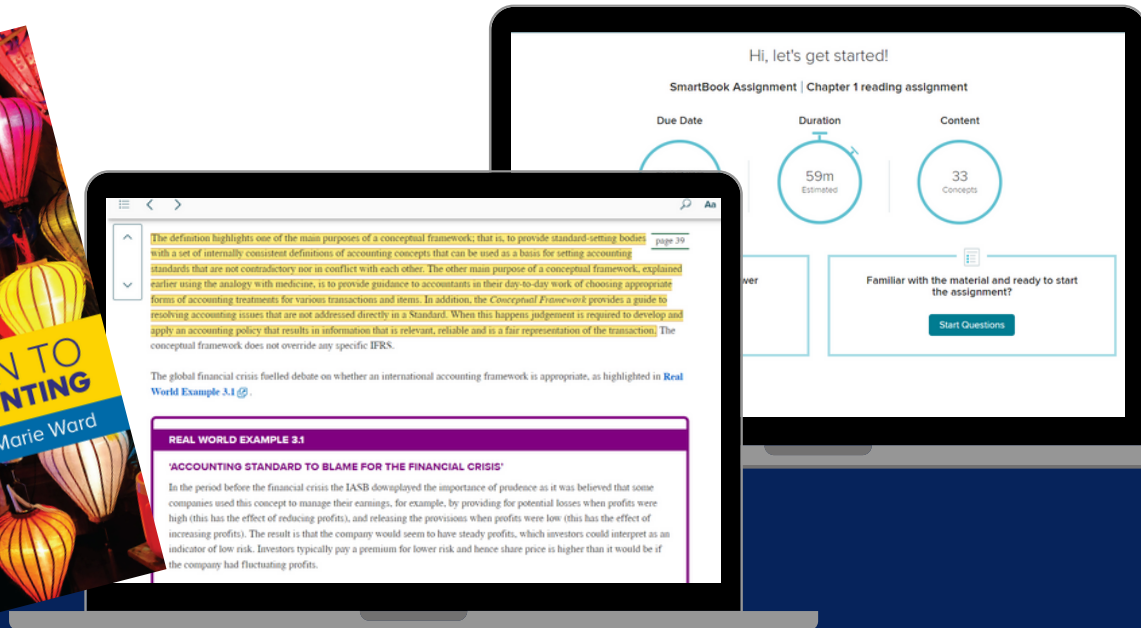 Hi, let's get started!
SmartBook Assignment | Chapter 1 reading assignment
Due Date
Duration
Content
59m
Estimated
33
Concepts
Familiar with the material and ready to start
the assignment?
Start Questions
Aa
page 39
The definition highlights one of the main purposes of a conceptual framework; that is, to provide standard-setting bodies
with a set of internally consistent definitions of accounting concepts that can be used as a basis for setting accounting
standards that are not contradictory nor in conflict with each other. The other main purpose of a conceptual framework, explained
earlier using the analogy with medicine, is to provide guidance to accountants in their day-to-day work of choosing appropriate
forms of accounting treatments for various transactions and items. In addition, the Conceptual Framework provides a guide to
resolving accounting issues that are not addressed directly in a Standard. When this happens judgement is required to develop and
apply an accounting policy that results in information that is relevant, reliable and is a fair representation of the transaction. The
conceptual framework does not override any specific IFRS.
The global financial crisis fuelled debate on whether an international accounting framework is appropriate, as highlighted in Real
World Example 3.1 .
REAL WORLD EXAMPLE 3.1
'ACCOUNTING STANDARD TO BLAME FOR THE FINANCIAL CRISIS'
In the period before the financial crisis the IASB downplayed the importance of prudence as it was believed that some
companies used this concept to manage their earnings, for example, by providing for potential losses when profits were
high (this has the effect of reducing profits), and releasing the provisions when profits were low (this has the effect of
increasing profits). The result is that the company would seem to have steady profits, which investors could interpret as an
indicator of low risk. Investors typically pay a premium for lower risk and hence share price is higher than it would be if
the company had fluctuating profits.
N TO
NTING
Marie Ward